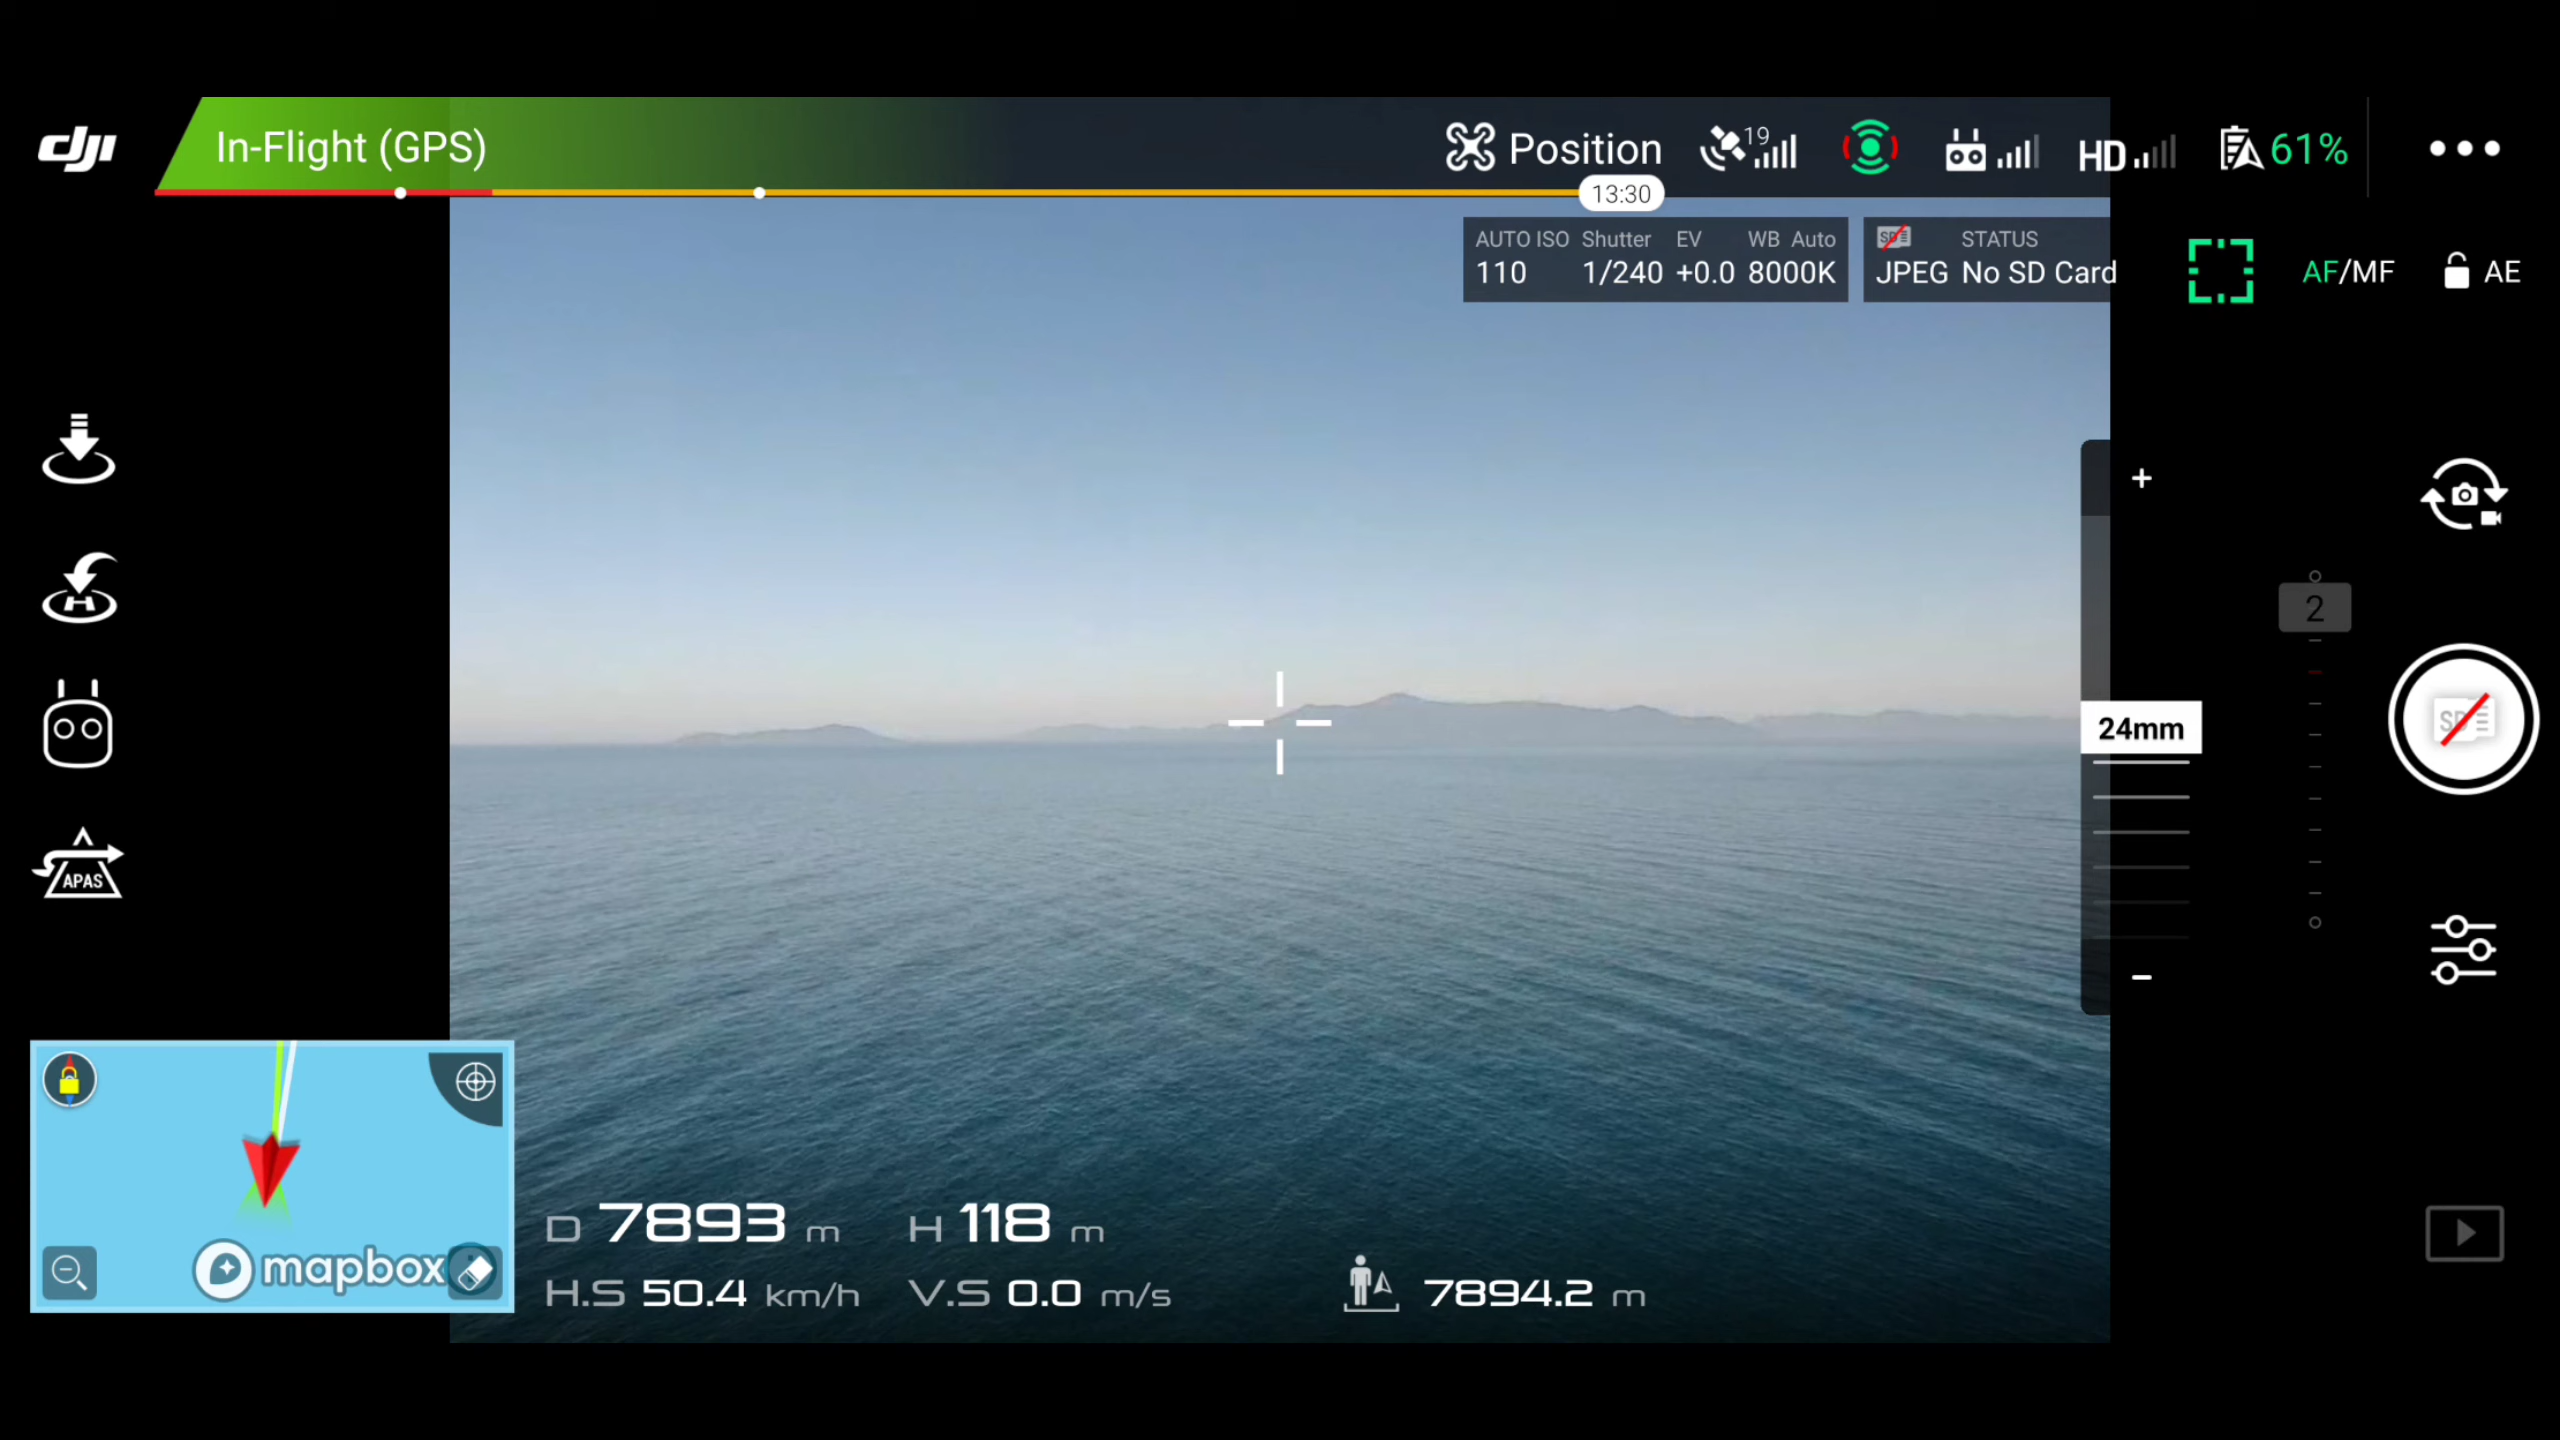 dji
In-Flight (GPS)
Position
19
HD
61%
13:30
AUTO ISO Shutter EV WB Auto
110 1/240 +0.0 8000K
SD STATUS
JPEG No SD Card
AF/MF
AE
+
2
24mm
SD
APAS
−
mapbox
D 7893 m H 118 m
H.S 50.4 km/h V.S 0.0 m/s 7894.2 m